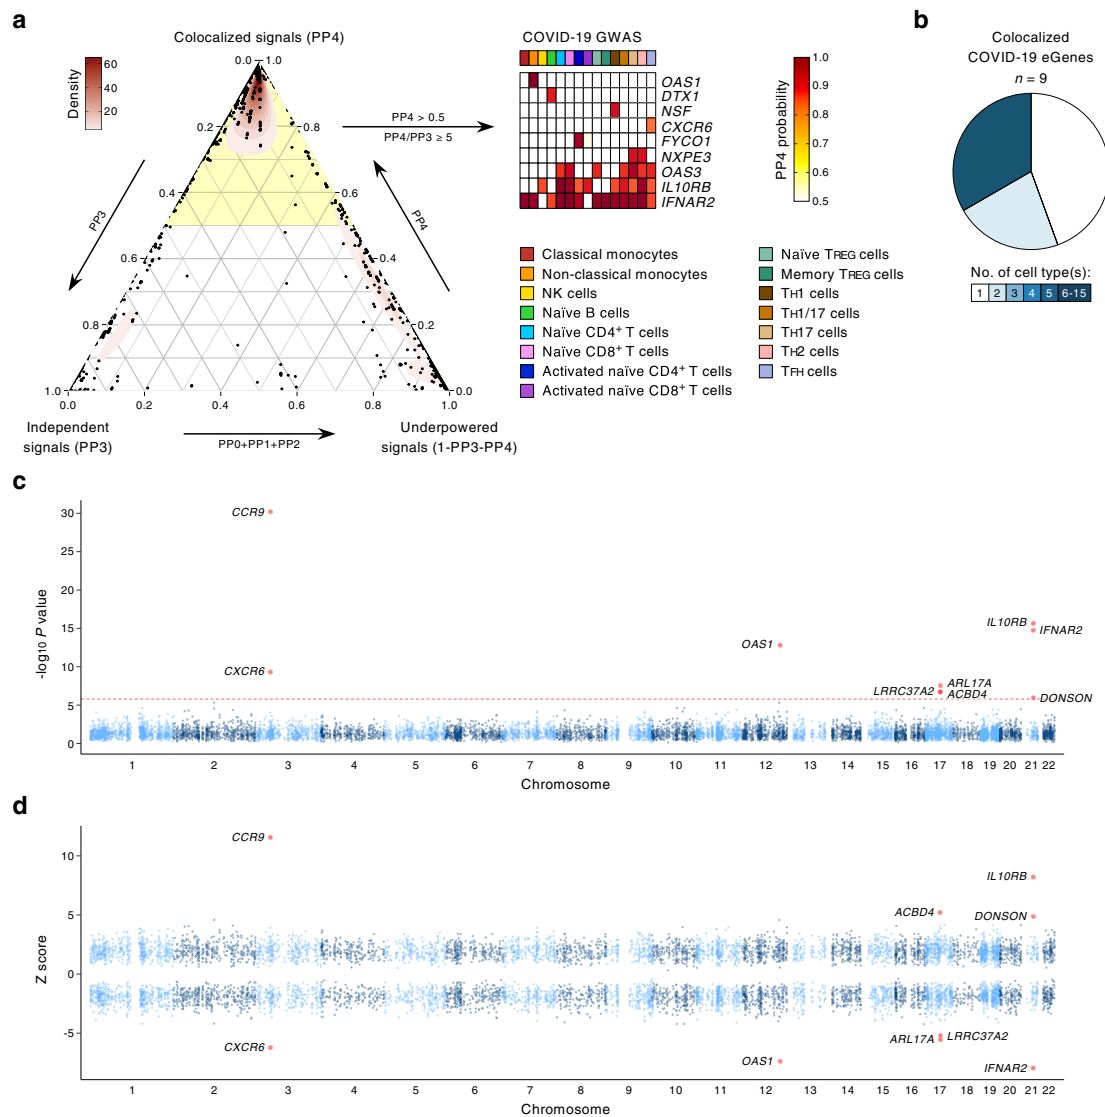 a
Colocalized signals (PP4)
0.0
1.0
Density
60
40
20
0.2
0.8
0.4
0.6
0.6
0.4
0.8
0.2
1.0
0.0
0.0
0.2
0.4
0.6
0.8
1.0
PP3
PP4
PP4 > 0.5
PP4/PP3 ≥ 5
Independent
signals (PP3)
PP0+PP1+PP2
Underpowered
signals (1-PP3-PP4)
COVID-19 GWAS
OAS1
DTX1
NSF
CXCR6
FYCO1
NXPE3
OAS3
IL10RB
IFNAR2
PP4 probability
1.0
0.9
0.8
0.7
0.6
0.5
Classical monocytes
Non-classical monocytes
NK cells
Naïve B cells
Naïve CD4+ T cells
Naïve CD8+ T cells
Activated naïve CD4+ T cells
Activated naïve CD8+ T cells
Naïve TREG cells
Memory TREG cells
TH1 cells
TH1/17 cells
TH17 cells
TH2 cells
TFH cells
b
Colocalized
COVID-19 eGenes
n = 9
No. of cell type(s):
1 2 3 4 5 6-15
c
-log10 P value
30
25
20
15
10
5
0
CCR9
CXCR6
OAS1
IL10RB
IFNAR2
ARL17A
LRRC37A2
ACBD4
DONSON
1 2 3 4 5 6 7 8 9 10 11 12 13 14 15 16 17 18 19 20 21 22
Chromosome
d
Z score
10
5
0
-5
CCR9
IL10RB
ACBD4
DONSON
CXCR6
OAS1
ARL17A
LRRC37A2
IFNAR2
1 2 3 4 5 6 7 8 9 10 11 12 13 14 15 16 17 18 19 20 21 22
Chromosome